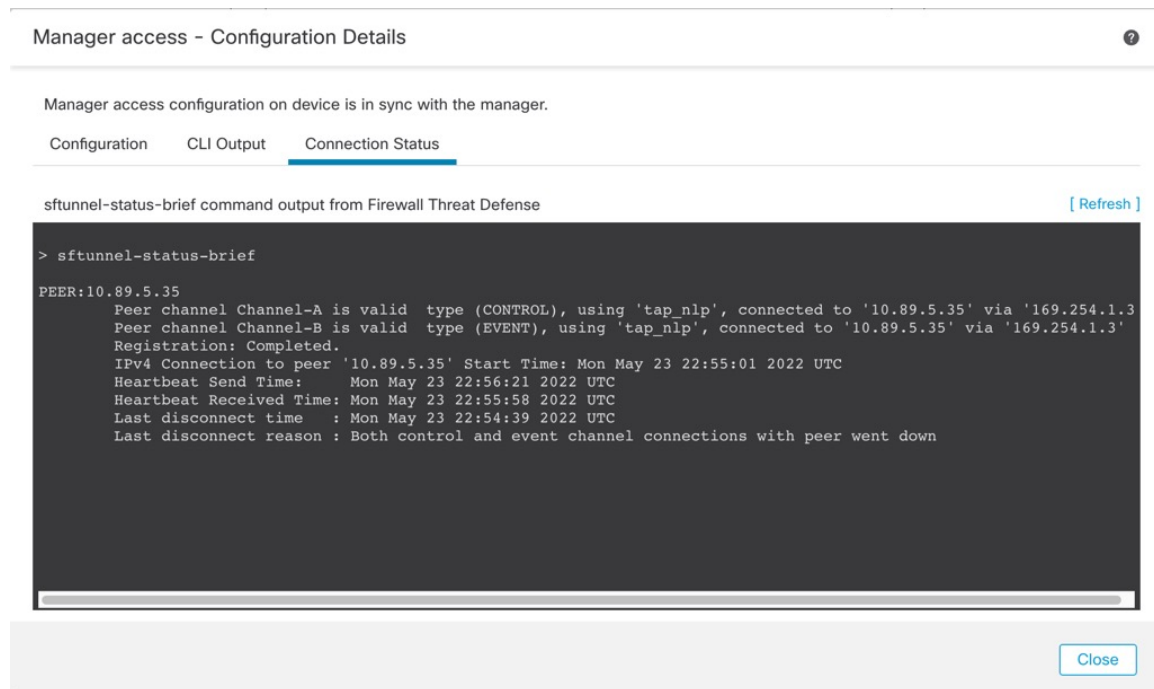 Manager access - Configuration Details
?
Manager access configuration on device is in sync with the manager.
Configuration CLI Output Connection Status
sftunnel-status-brief command output from Firewall Threat Defense [ Refresh ]
> sftunnel-status-brief
PEER:10.89.5.35
Peer channel Channel-A is valid type (CONTROL), using 'tap_nlp', connected to '10.89.5.35' via '169.254.1.3
Peer channel Channel-B is valid type (EVENT), using 'tap_nlp', connected to '10.89.5.35' via '169.254.1.3'
Registration: Completed.
IPv4 Connection to peer '10.89.5.35' Start Time: Mon May 23 22:55:01 2022 UTC
Heartbeat Send Time: Mon May 23 22:56:21 2022 UTC
Heartbeat Received Time: Mon May 23 22:55:58 2022 UTC
Last disconnect time : Mon May 23 22:54:39 2022 UTC
Last disconnect reason : Both control and event channel connections with peer went down
Close